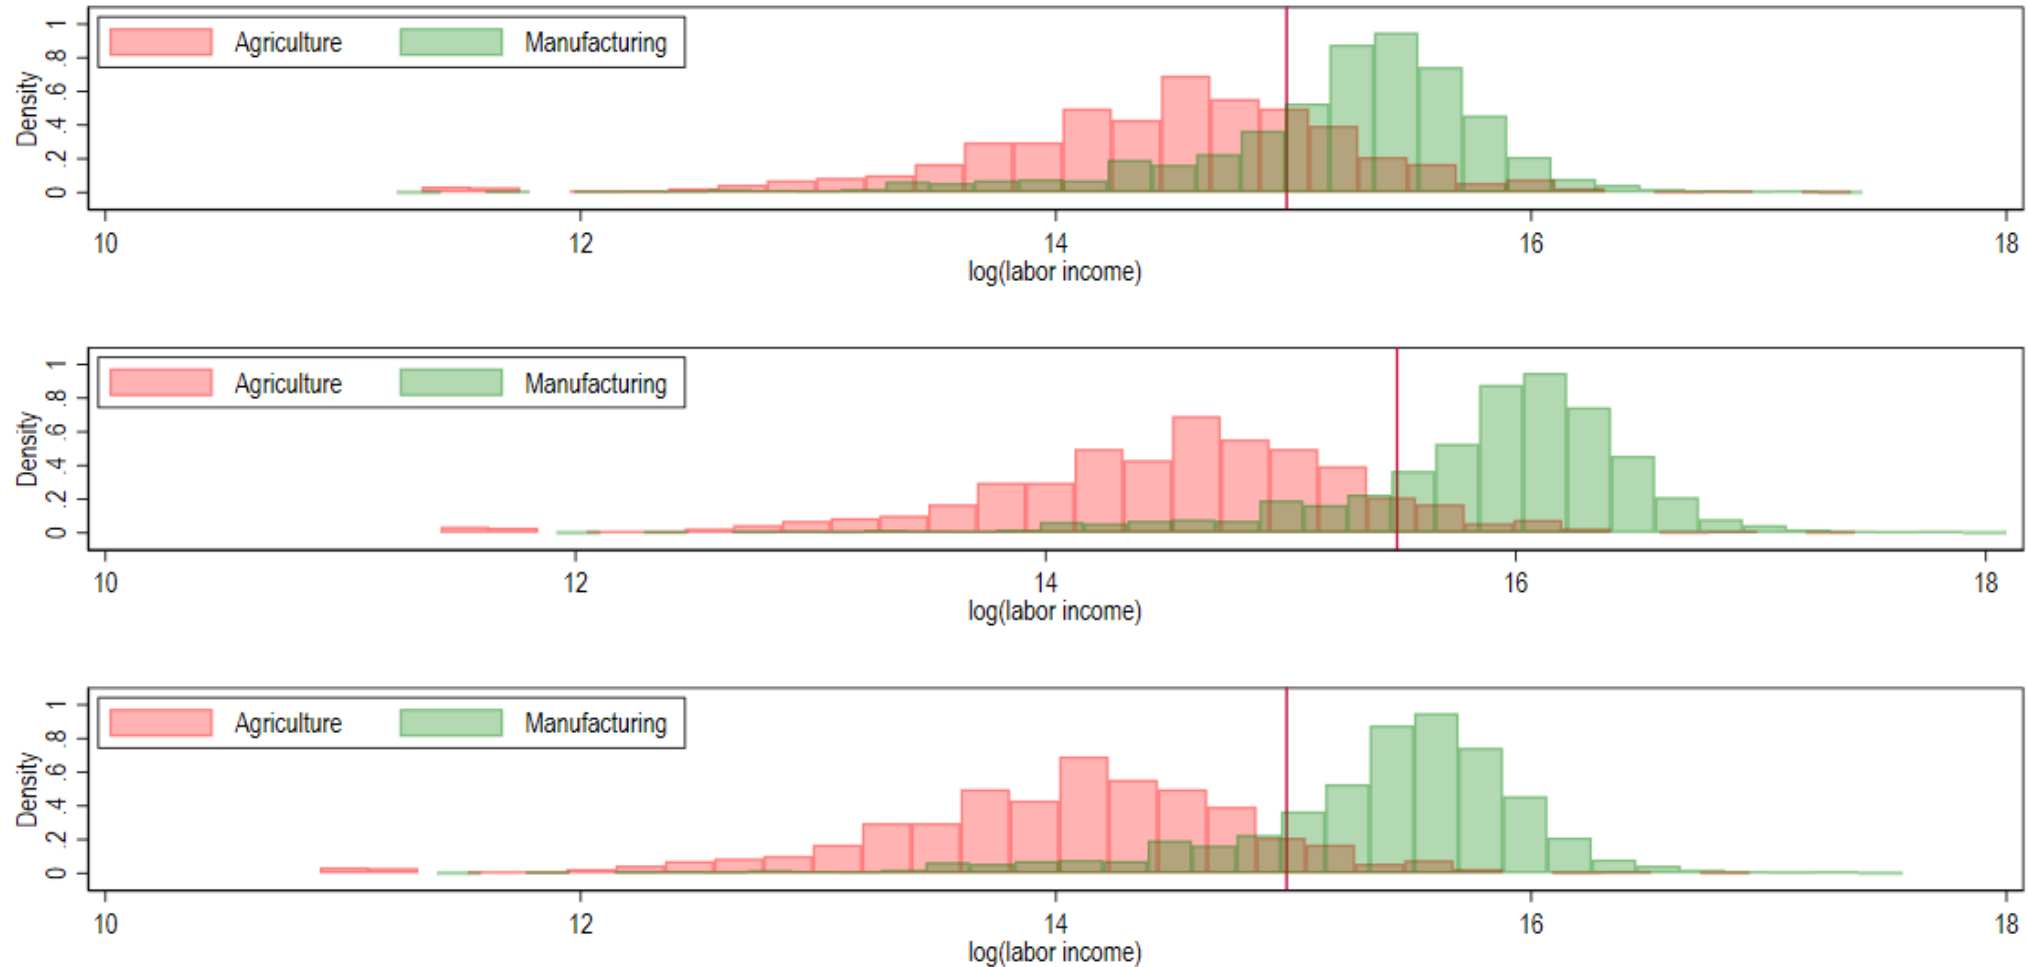 Agriculture Manufacturing
Density
0 .2 .4 .6 .8 1
10 12 14 16 18
log(labor income)
Agriculture Manufacturing
Density
0 .2 .4 .6 .8 1
10 12 14 16 18
log(labor income)
Agriculture Manufacturing
Density
0 .2 .4 .6 .8 1
10 12 14 16 18
log(labor income)